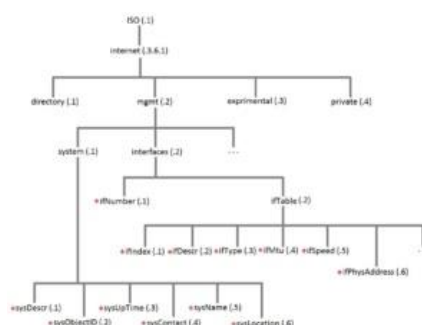 ISO (.1)
internet (.3.6.1)
directory (.1) mgmt (.2) exprimental (.3) private (.4)
system (.1) interfaces (.2) ...
ifNumber (.1) ifTable (.2)
ifIndex (.1) ifDescr (.2) ifType (.3) ifMtu (.4) ifSpeed (.5)
ifPhysAddress (.6)
sysDescr (.1) sysUpTime (.3) sysName (.5)
sysObjectID (.2) sysContact (.4) sysLocation (.6)